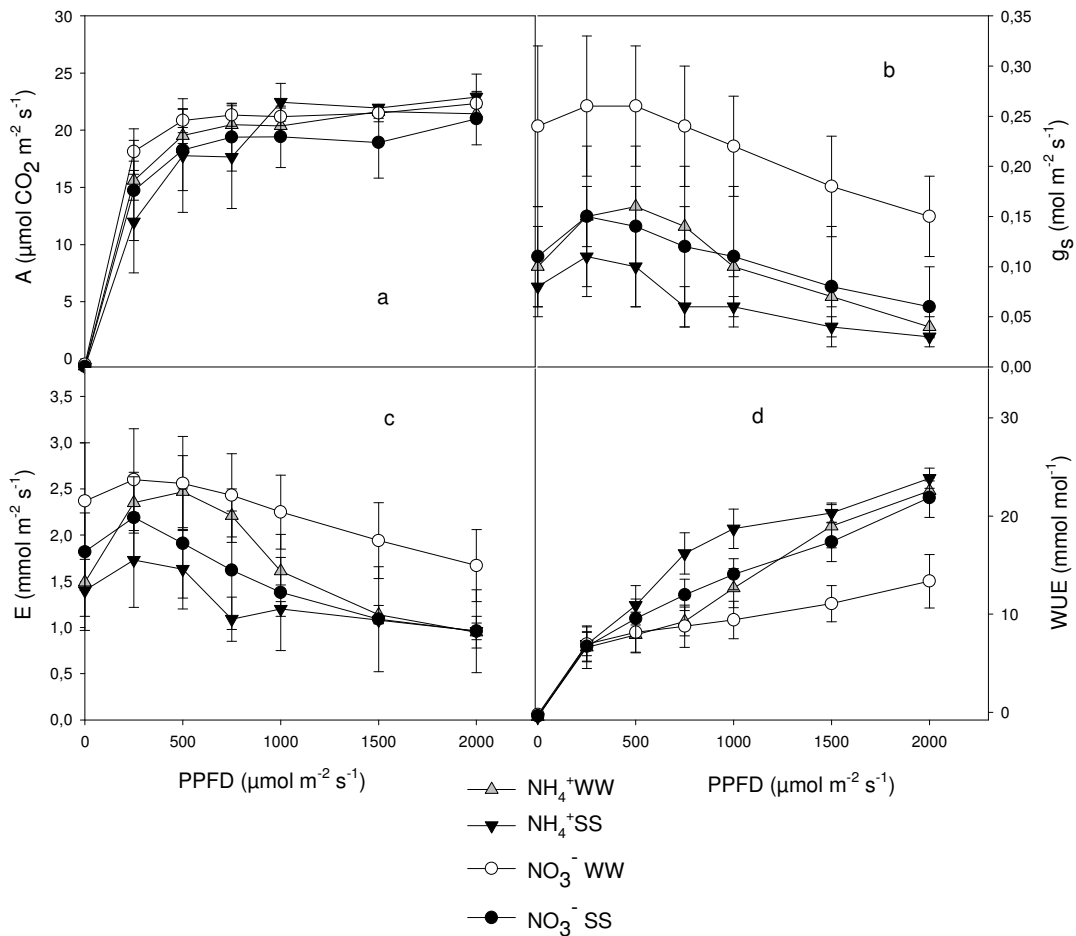 A (µmol CO2 m-2 s-1)
30
25
20
15
10
5
0
a
b
0,35
0,30
0,25
0,20
0,15
0,10
0,05
0,00
gs (mol m-2 s-1)
E (mmol m-2 s-1)
3,5
3,0
2,5
2,0
1,5
1,0
0,5
0,0
c
d
30
20
10
0
WUE (mmol mol-1)
0 500 1000 1500 2000
0 500 1000 1500 2000
PPFD (µmol m-2 s-1)
PPFD (µmol m-2 s-1)
NH4+WW
NH4+SS
NO3- WW
NO3- SS